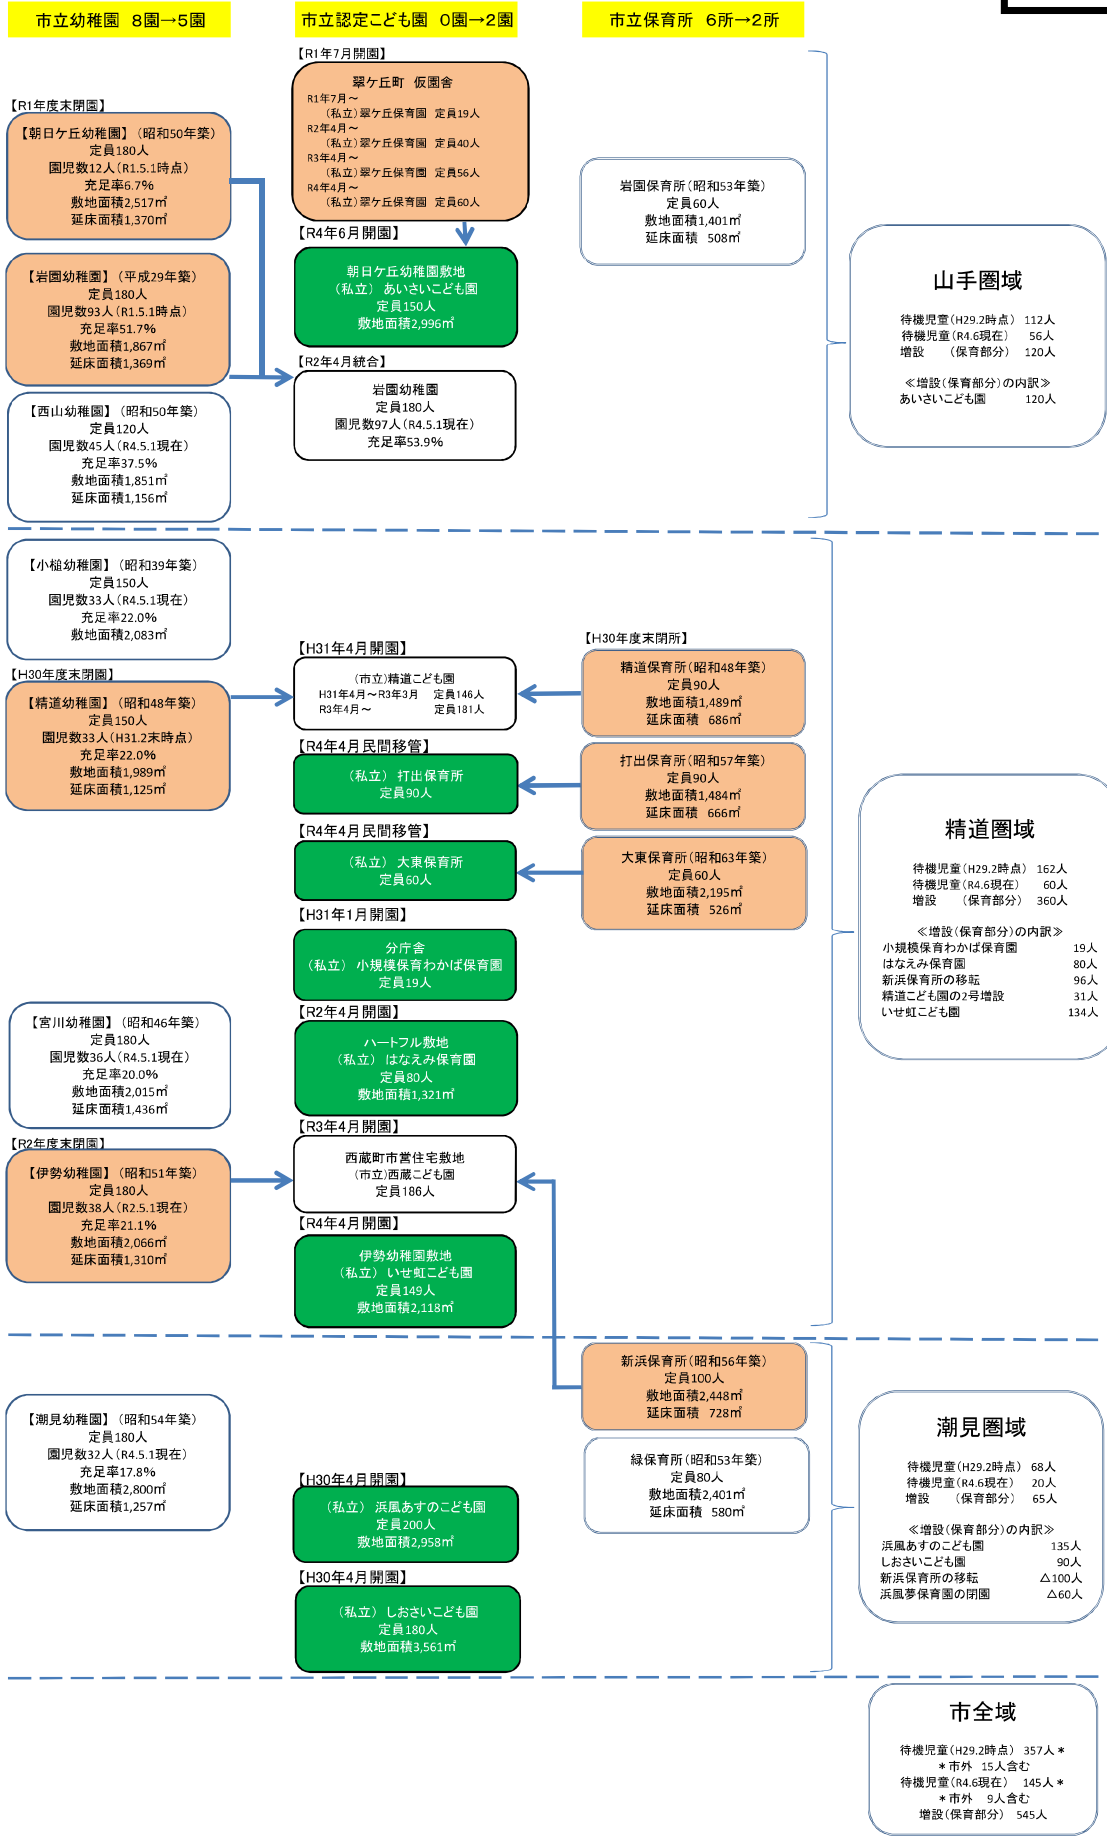 市立幼稚園 8園→5園
市立認定こども園 0園→2園
市立保育所 6所→2所
【R1年度末閉園】
【朝日ケ丘幼稚園】（昭和50年築）
定員180人
園児数12人（R1.5.1時点）
充足率6.7%
敷地面積2,517㎡
延床面積1,370㎡
【岩園幼稚園】（平成29年築）
定員180人
園児数93人（R1.5.1時点）
充足率51.7%
敷地面積1,867㎡
延床面積1,369㎡
【西山幼稚園】（昭和50年築）
定員120人
園児数45人（R4.5.1現在）
充足率37.5%
敷地面積1,851㎡
延床面積1,156㎡
【R1年7月開園】
翠ケ丘町 仮園舎
R1年7月～
（私立）翠ケ丘保育園 定員19人
R2年4月～
（私立）翠ケ丘保育園 定員40人
R3年4月～
（私立）翠ケ丘保育園 定員56人
R4年4月～
（私立）翠ケ丘保育園 定員60人
【R4年6月開園】
朝日ケ丘幼稚園敷地
（私立） あいさいこども園
定員150人
敷地面積2,996㎡
【R2年4月統合】
岩園幼稚園
定員180人
園児数97人（R4.5.1現在）
充足率53.9%
岩園保育所（昭和53年築）
定員60人
敷地面積1,401㎡
延床面積 508㎡
山手圏域
待機児童（H29.2時点） 112人
待機児童（R4.6現在） 56人
増設 （保育部分） 120人
≪増設（保育部分）の内訳≫
あいさいこども園 120人
【小槌幼稚園】（昭和39年築）
定員150人
園児数33人（R4.5.1現在）
充足率22.0%
敷地面積2,083㎡
【H30年度末閉園】
【精道幼稚園】（昭和48年築）
定員150人
園児数33人（H31.2末時点）
充足率22.0%
敷地面積1,989㎡
延床面積1,125㎡
【宮川幼稚園】（昭和46年築）
定員180人
園児数36人（R4.5.1現在）
充足率20.0%
敷地面積2,015㎡
延床面積1,436㎡
【R2年度末閉園】
【伊勢幼稚園】（昭和51年築）
定員180人
園児数38人（R2.5.1現在）
充足率21.1%
敷地面積2,066㎡
延床面積1,310㎡
【H31年4月開園】
（市立）精道こども園
H31年4月～R3年3月 定員146人
R3年4月～ 定員181人
【R4年4月民間移管】
（私立） 打出保育所
定員90人
【R4年4月民間移管】
（私立） 大東保育所
定員60人
【H31年1月開園】
分庁舎
（私立） 小規模保育わかば保育園
定員19人
【R2年4月開園】
ハートフル敷地
（私立） はなえみ保育園
定員80人
敷地面積1,321㎡
【R3年4月開園】
西蔵町市営住宅敷地
（市立）西蔵こども園
定員186人
【R4年4月開園】
伊勢幼稚園敷地
（私立） いせ虹こども園
定員149人
敷地面積2,118㎡
【H30年度末閉所】
精道保育所（昭和48年築）
定員90人
敷地面積1,489㎡
延床面積 686㎡
打出保育所（昭和57年築）
定員90人
敷地面積1,484㎡
延床面積 666㎡
大東保育所（昭和63年築）
定員60人
敷地面積2,195㎡
延床面積 526㎡
精道圏域
待機児童（H29.2時点） 162人
待機児童（R4.6現在） 60人
増設 （保育部分） 360人
≪増設（保育部分）の内訳≫
小規模保育わかば保育園 19人
はなえみ保育園 80人
新浜保育所の移転 96人
精道こども園の2号増設 31人
いせ虹こども園 134人
【潮見幼稚園】（昭和54年築）
定員180人
園児数32人（R4.5.1現在）
充足率17.8%
敷地面積2,800㎡
延床面積1,257㎡
【H30年4月開園】
（私立） 浜風あすのこども園
定員200人
敷地面積2,958㎡
【H30年4月開園】
（私立） しおさいこども園
定員180人
敷地面積3,561㎡
新浜保育所（昭和56年築）
定員100人
敷地面積2,448㎡
延床面積 728㎡
緑保育所（昭和53年築）
定員80人
敷地面積2,401㎡
延床面積 580㎡
潮見圏域
待機児童（H29.2時点） 68人
待機児童（R4.6現在） 20人
増設 （保育部分） 65人
≪増設（保育部分）の内訳≫
浜風あすのこども園 135人
しおさいこども園 90人
新浜保育所の移転 △100人
浜風夢保育園の閉園 △60人
市全域
待機児童（H29.2時点） 357人＊
＊市外 15人含む
待機児童（R4.6現在） 145人＊
＊市外 9人含む
増設（保育部分） 545人